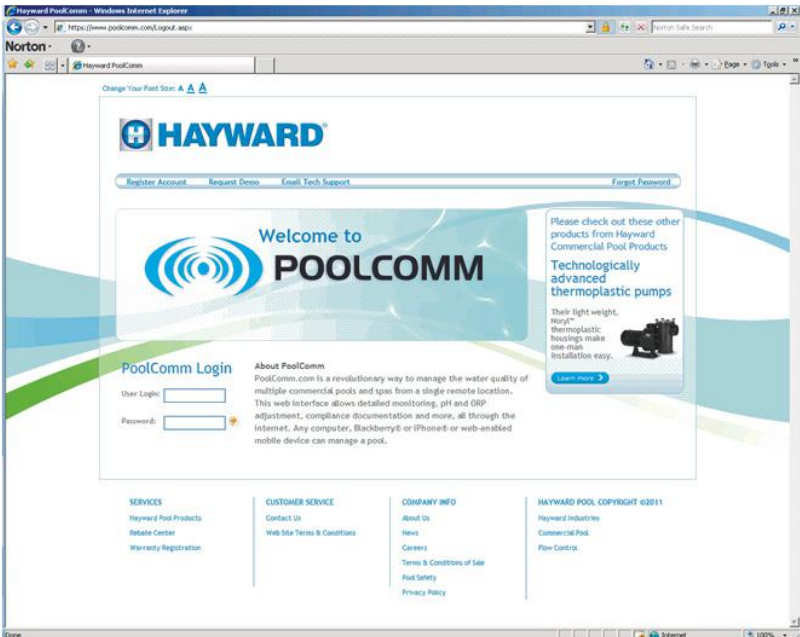 Hayward PoolComm - Windows Internet Explorer
https://www.poolcomm.com/Logout.aspx
Norton Safe Search
Norton
Hayward PoolComm
Page
Tools
Change Your Font Size: A A A
H HAYWARD®
Register Account Request Demo Email Tech Support Forgot Password
Welcome to
POOLCOMM
Please check out these other
products from Hayward
Commercial Pool Products
Technologically
advanced
thermoplastic pumps
Their light weight,
Noryl™
thermoplastic
housings make
one-man
installation easy.
Learn more
PoolComm Login
User Login:
Password:
About PoolComm
PoolComm.com is a revolutionary way to manage the water quality of
multiple commercial pools and spas from a single remote location.
This web interface allows detailed monitoring, pH and ORP
adjustment, compliance documentation and more, all through the
internet. Any computer, Blackberry® or iPhone® or web-enabled
mobile device can manage a pool.
SERVICES
Hayward Pool Products
Rebate Center
Warranty Registration
CUSTOMER SERVICE
Contact Us
Web Site Terms & Conditions
COMPANY INFO
About Us
News
Careers
Terms & Conditions of Sale
Pool Safety
Privacy Policy
HAYWARD POOL COPYRIGHT ©2011
Hayward Industries
Commercial Pool
Flow Control
Done
Internet
100%